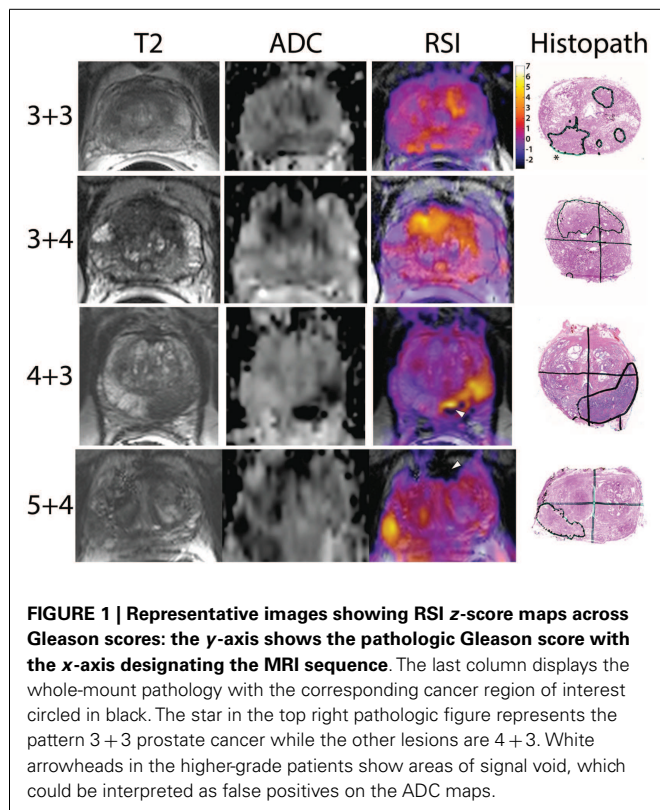 T2 ADC RSI Histopath
3+3
7
6
5
4
3
2
1
0
-1
-2
*
3+4
4+3
5+4
FIGURE 1 | Representative images showing RSI z-score maps across
Gleason scores: the y-axis shows the pathologic Gleason score with
the x-axis designating the MRI sequence. The last column displays the
whole-mount pathology with the corresponding cancer region of interest
circled in black. The star in the top right pathologic figure represents the
pattern 3 + 3 prostate cancer while the other lesions are 4 + 3. White
arrowheads in the higher-grade patients show areas of signal void, which
could be interpreted as false positives on the ADC maps.